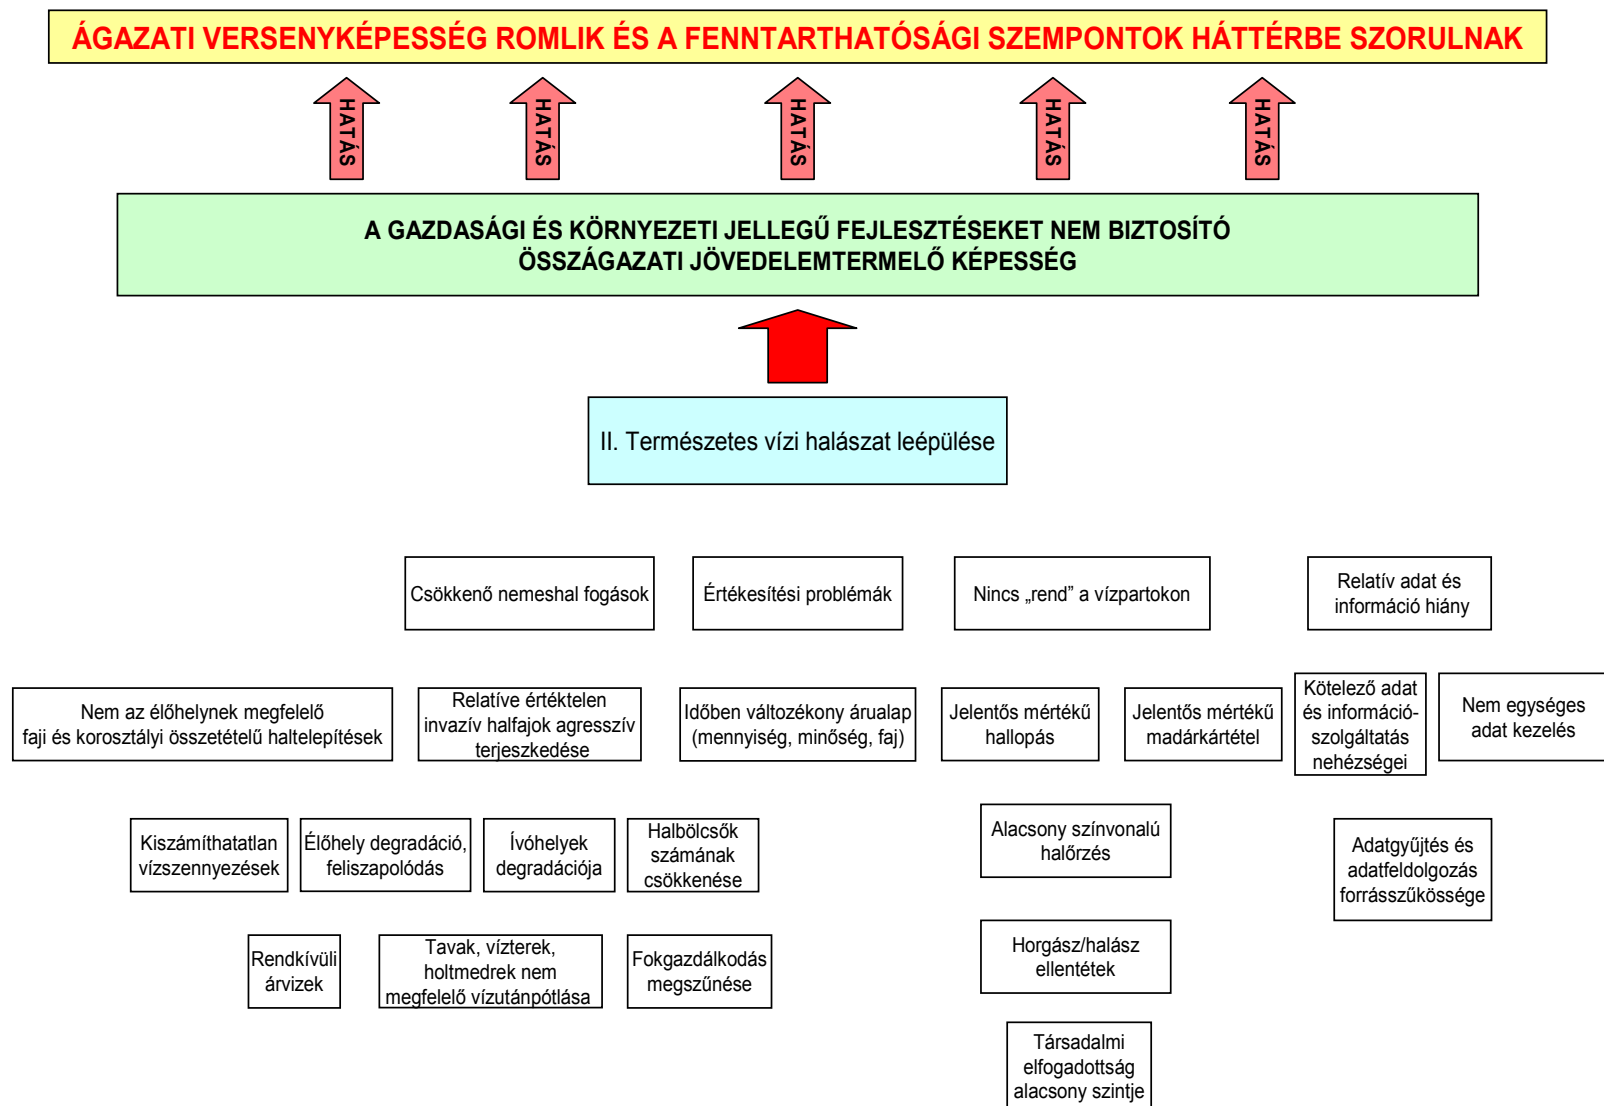 ÁGAZATI VERSENYKÉPESSÉG ROMLIK ÉS A FENNTARTHATÓSÁGI SZEMPONTOK HÁTTÉRBE SZORULNAK
HATÁS
HATÁS
HATÁS
HATÁS
HATÁS
A GAZDASÁGI ÉS KÖRNYEZETI JELLEGŰ FEJLESZTÉSEKET NEM BIZTOSÍTÓ
ÖSSZÁGAZATI JÖVEDELEMTERMELŐ KÉPESSÉG
II. Természetes vízi halászat leépülése
Csökkenő nemeshal fogások
Értékesítési problémák
Nincs „rend” a vízpartokon
Relatív adat és
információ hiány
Nem az élőhelynek megfelelő
faji és korosztályi összetételű haltelepítések
Relatíve értéktelen
invazív halfajok agresszív
terjeszkedése
Időben változékony árualap
(mennyiség, minőség, faj)
Jelentős mértékű
hallopás
Jelentős mértékű
madárkártétel
Kötelező adat
és információ-
szolgáltatás
nehézségei
Nem egységes
adat kezelés
Kiszámíthatatlan
vízszennyezések
Élőhely degradáció,
feliszapolódás
Ívóhelyek
degradációja
Halbölcsők
számának
csökkenése
Alacsony színvonalú
halőrzés
Adatgyűjtés és
adatfeldolgozás
forrásszűkössége
Rendkívüli
árvizek
Tavak, vízterek,
holtmedrek nem
megfelelő vízutánpótlása
Fokgazdálkodás
megszűnése
Horgász/halász
ellentétek
Társadalmi
elfogadottság
alacsony szintje